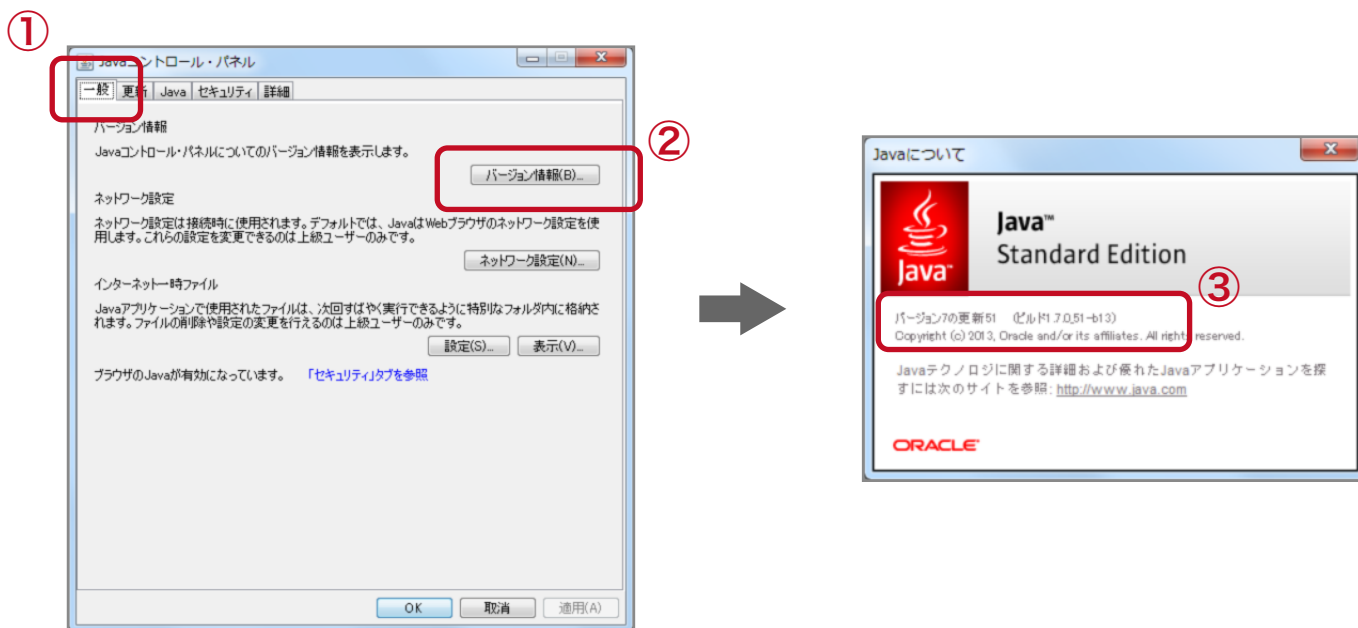 ①
Javaコントロール・パネル
一般 更新 Java セキュリティ 詳細
バージョン情報
Javaコントロール・パネルについてのバージョン情報を表示します。
②
バージョン情報(B)...
ネットワーク設定
ネットワーク設定は接続時に使用されます。デフォルトでは、JavaはWebブラウザのネットワーク設定を使
用します。これらの設定を変更できるのは上級ユーザーのみです。
ネットワーク設定(N)...
インターネット一時ファイル
Javaアプリケーションで使用されたファイルは、次回すばやく実行できるように特別なフォルダ内に格納さ
れます。ファイルの削除や設定の変更を行えるのは上級ユーザーのみです。
設定(S)... 表示(V)...
ブラウザのJavaが有効になっています。 「セキュリティ」タブを参照
OK 取消 適用(A)
Javaについて
Java
Java™
Standard Edition
③
バージョン7の更新51 (ビルド1.7.0_51-b13)
Copyright (c) 2013, Oracle and/or its affiliates. All rights reserved.
Javaテクノロジに関する詳細および優れたJavaアプリケーションを探
すには次のサイトを参照: http://www.java.com
ORACLE